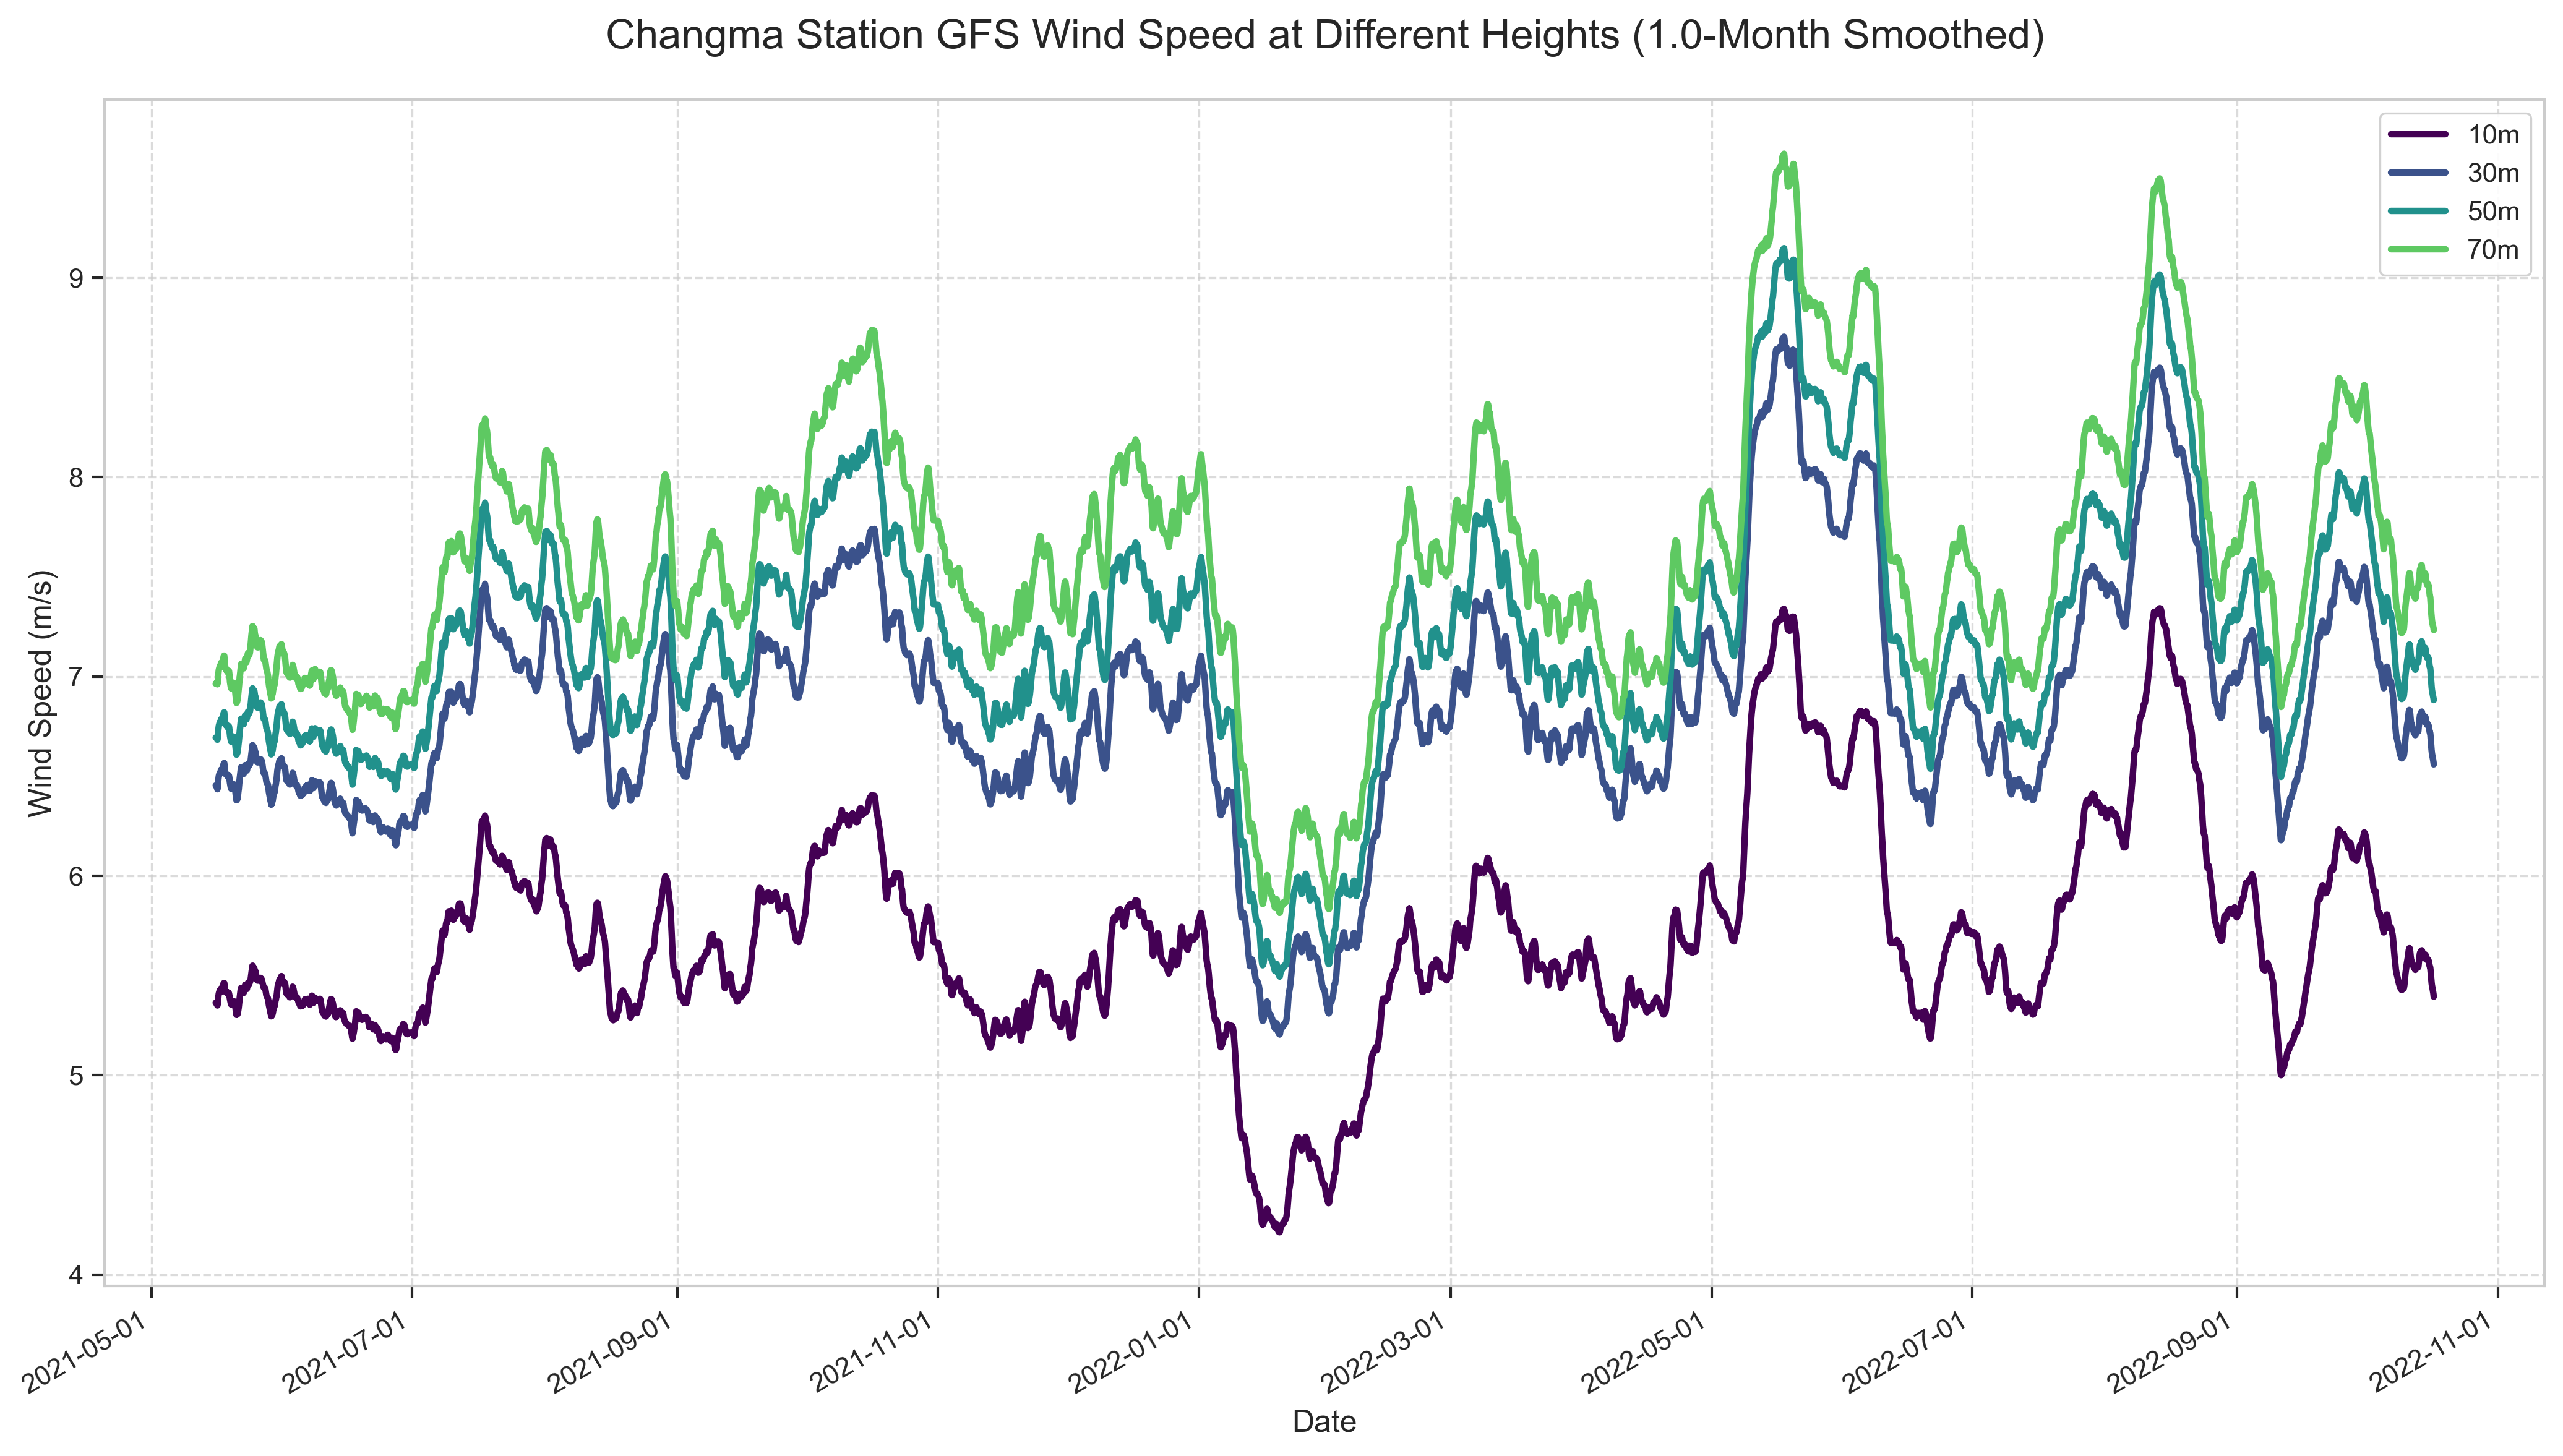 Changma Station GFS Wind Speed at Different Heights (1.0-Month Smoothed)
10m
30m
50m
70m
Wind Speed (m/s)
9
8
7
6
5
4
2021-05-01
2021-07-01
2021-09-01
2021-11-01
2022-01-01
2022-03-01
2022-05-01
2022-07-01
2022-09-01
2022-11-01
Date